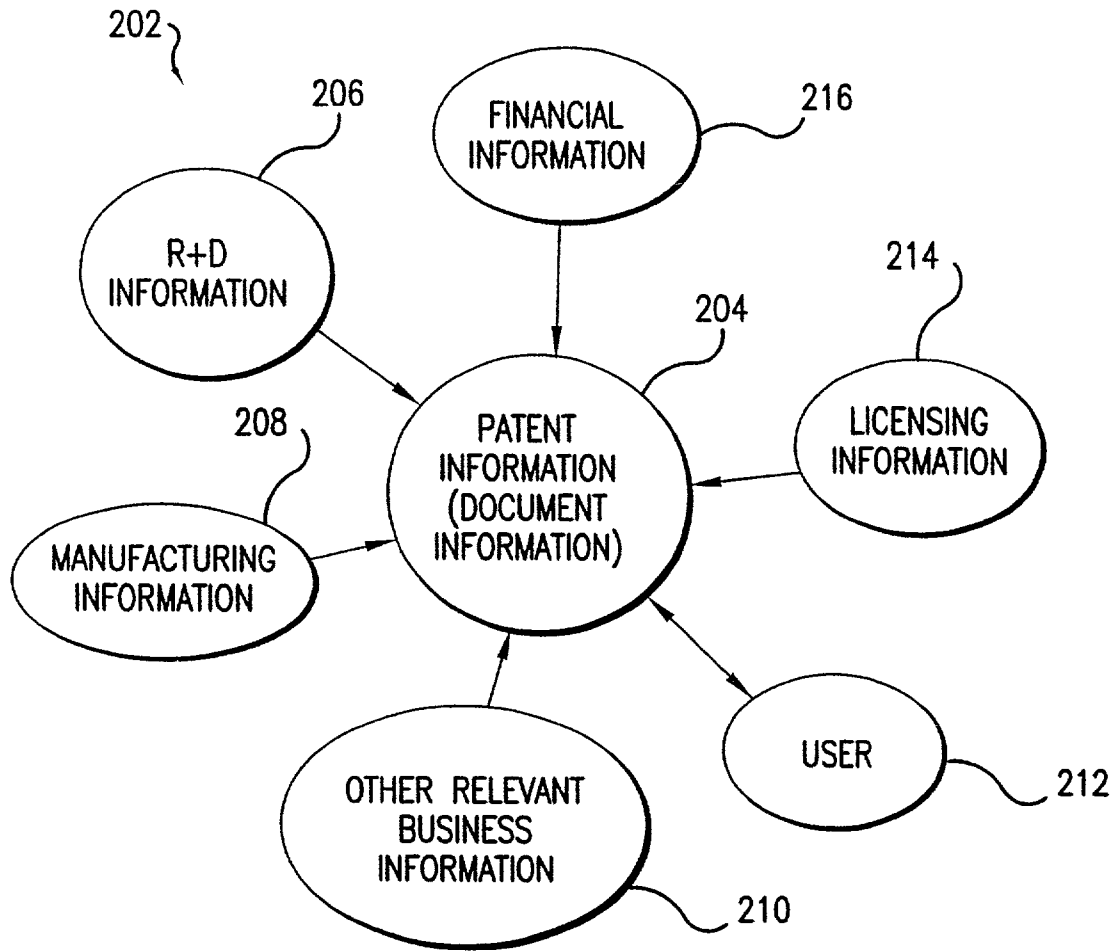 202
206
216
FINANCIAL
INFORMATION
R+D
INFORMATION
214
204
LICENSING
INFORMATION
PATENT
INFORMATION
(DOCUMENT
INFORMATION)
208
MANUFACTURING
INFORMATION
USER
212
OTHER RELEVANT
BUSINESS
INFORMATION
210